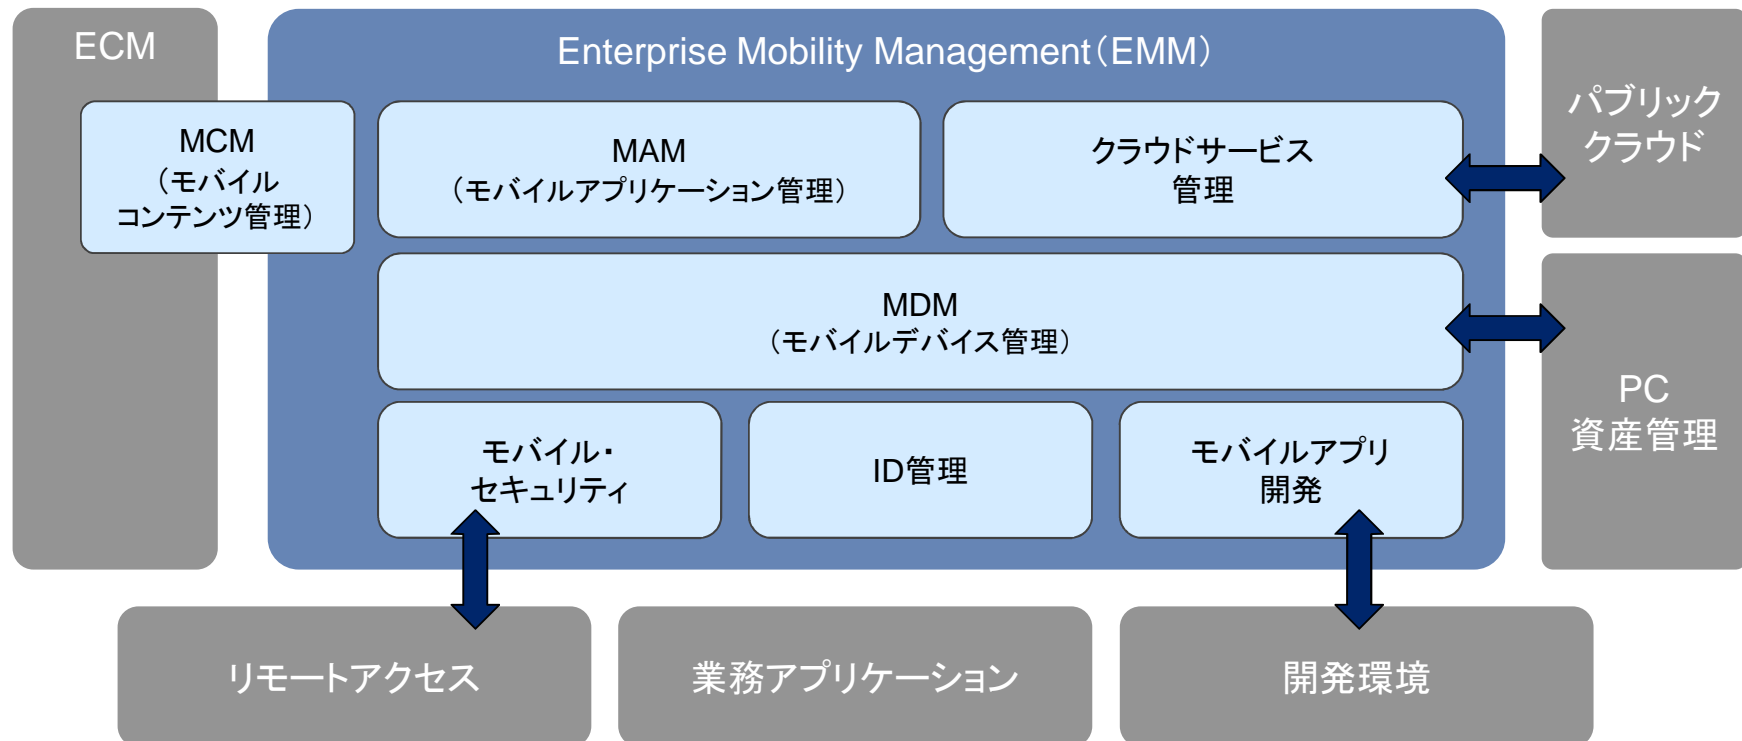 ECM
Enterprise Mobility Management（EMM）
パブリック
クラウド
MCM
（モバイル
コンテンツ管理）
MAM
（モバイルアプリケーション管理）
クラウドサービス
管理
MDM
（モバイルデバイス管理）
PC
資産管理
モバイル・
セキュリティ
ID管理
モバイルアプリ
開発
リモートアクセス
業務アプリケーション
開発環境